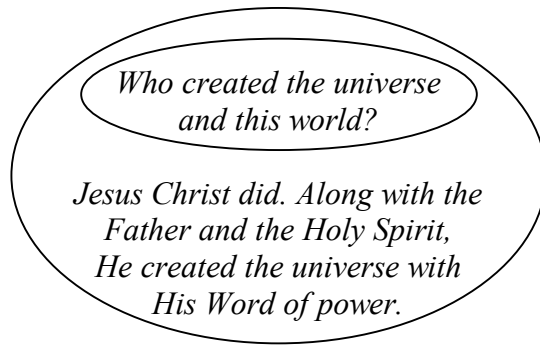 Who created the universe
and this world?
Jesus Christ did. Along with the
Father and the Holy Spirit,
He created the universe with
His Word of power.